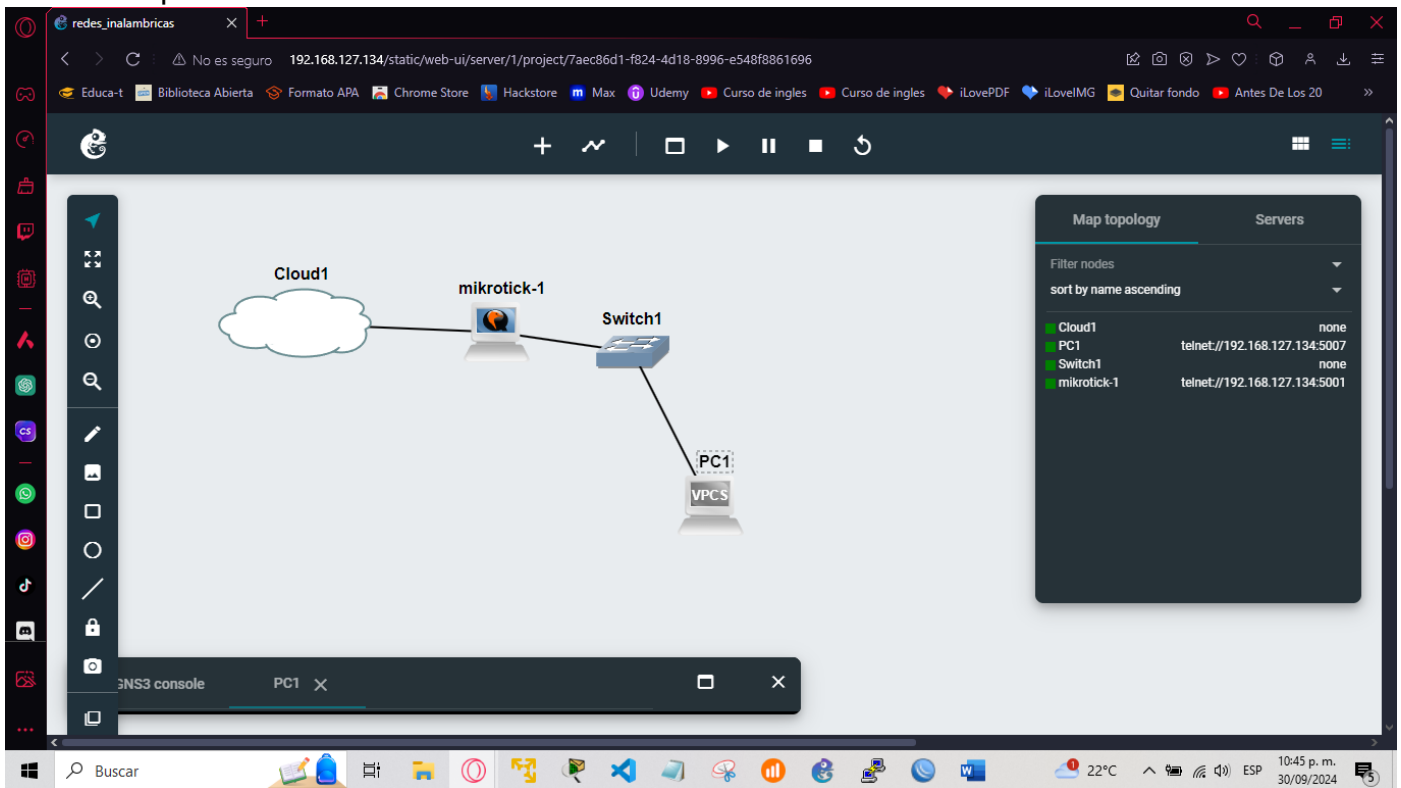 redes_inalambricas
No es seguro 192.168.127.134/static/web-ui/server/1/project/7aec86d1-f824-4d18-8996-e548f8861696
Educa-t Biblioteca Abierta Formato APA Chrome Store Hackstore Max Udemy Curso de ingles Curso de ingles iLovePDF iLoveIMG Quitar fondo Antes De Los 20 »
Map topology Servers
Filter nodes
sort by name ascending
Cloud1 none
PC1 telnet://192.168.127.134:5007
Switch1 none
mikrotick-1 telnet://192.168.127.134:5001
Cloud1
mikrotick-1
Switch1
PC1
VPCS
GNS3 console PC1
CS
Buscar
22°C ESP 10:45 p. m.
30/09/2024